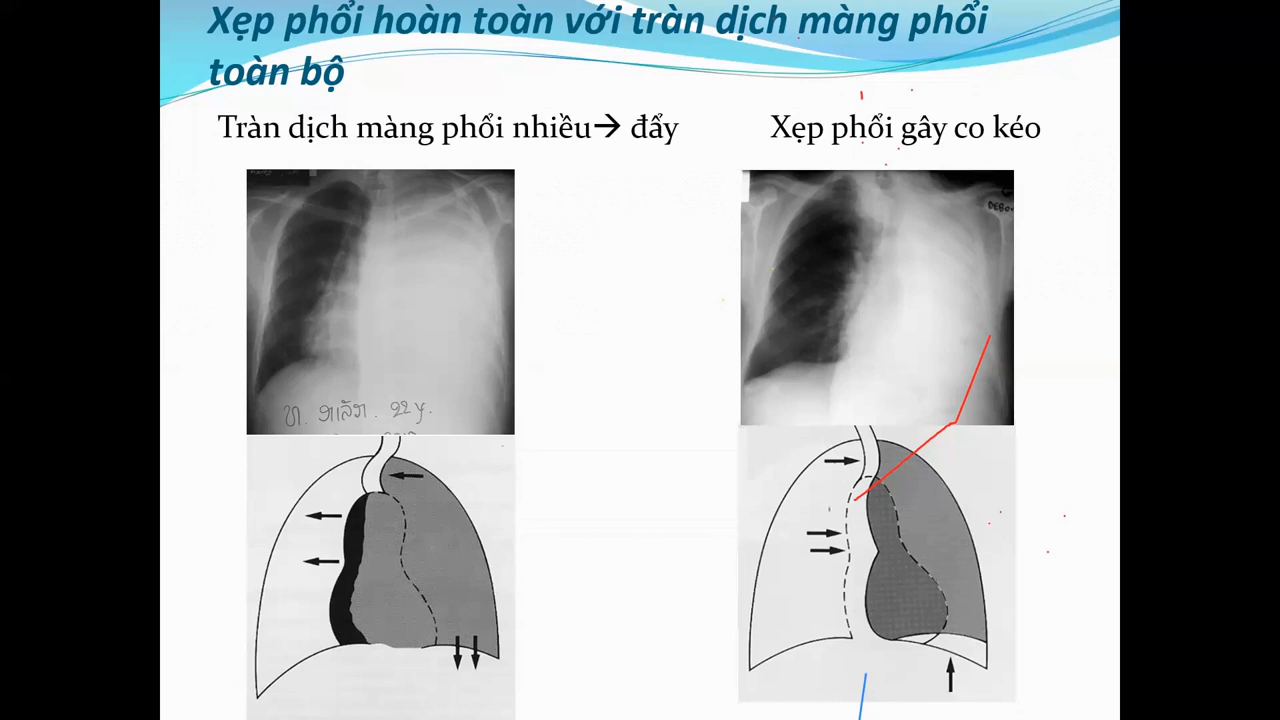 Xẹp phổi hoàn toàn với tràn dịch màng phổi
toàn bộ
Tràn dịch màng phổi nhiều→ đẩy
Xẹp phổi gây co kéo
22y.